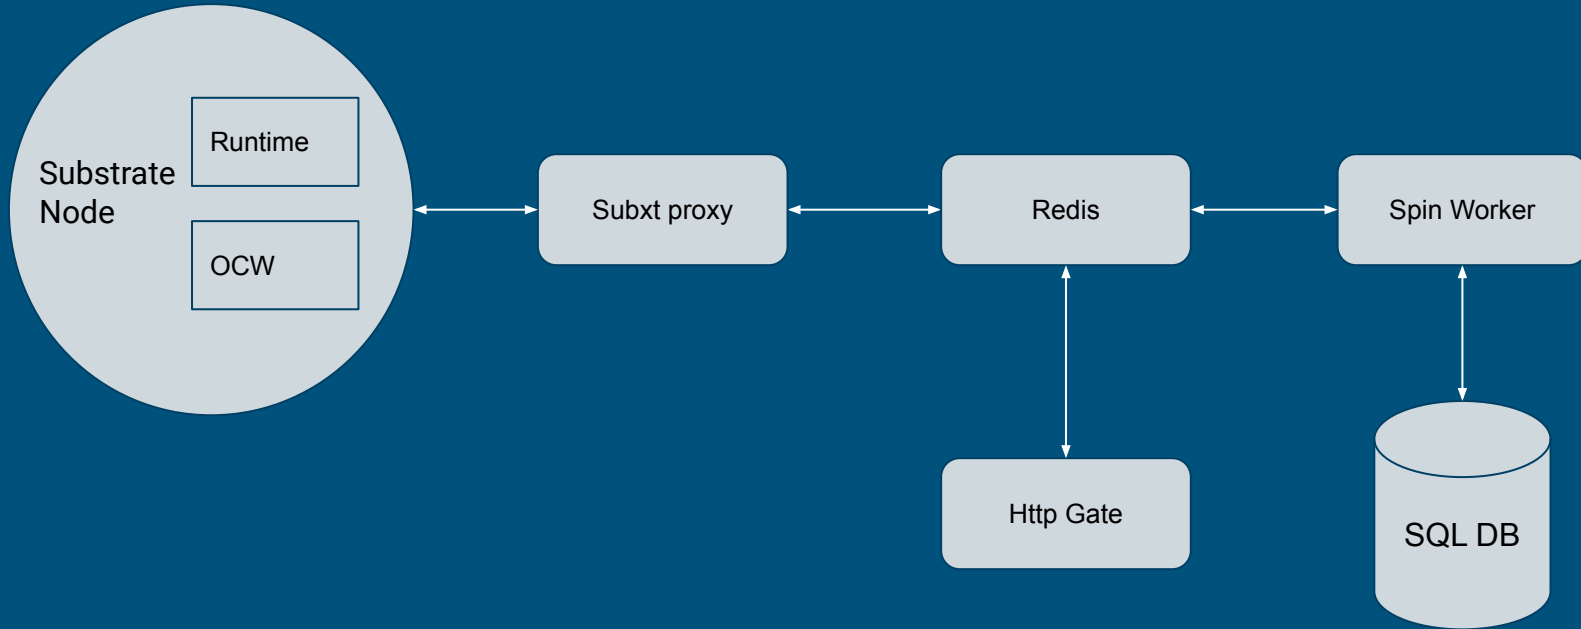 Substrate
Node
Runtime
OCW
Subxt proxy
Redis
Spin Worker
Http Gate
SQL DB